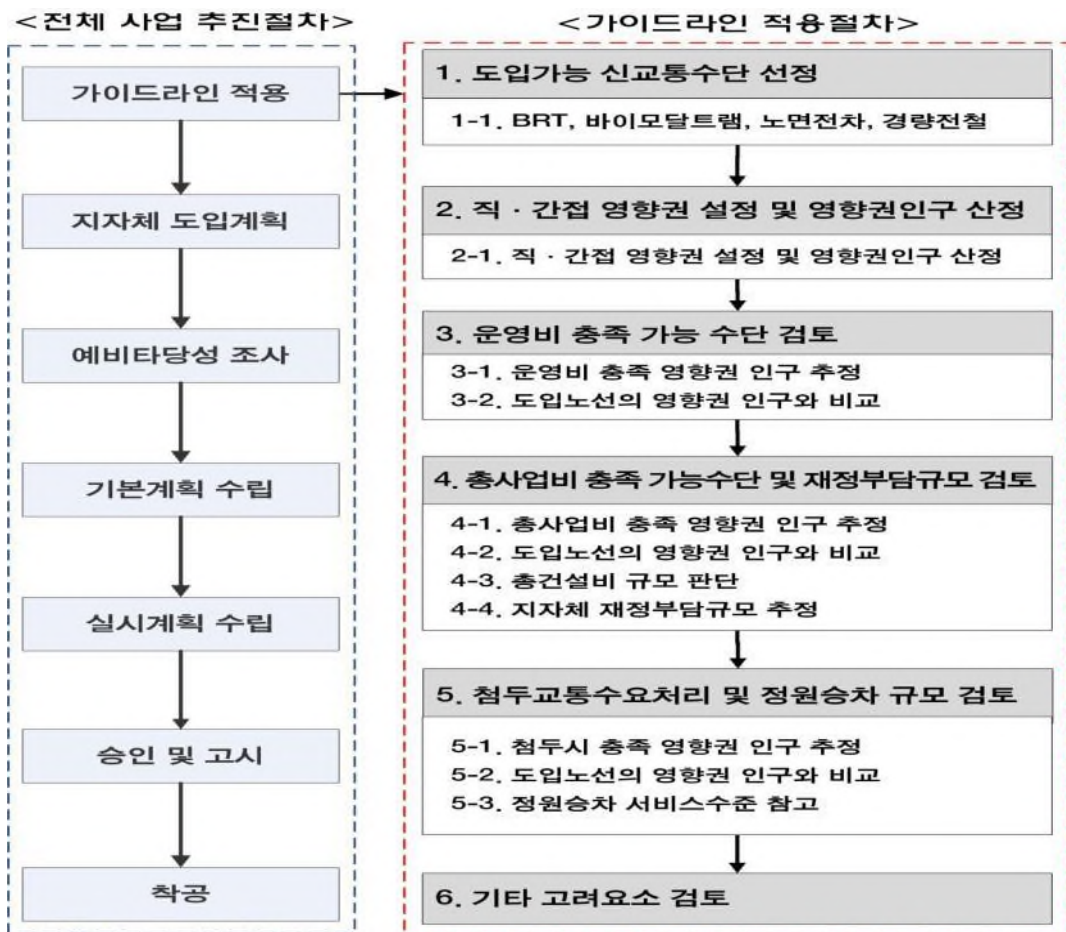 <전체 사업 추진절차>
가이드라인 적용
지자체 도입계획
예비타당성 조사
기본계획 수립
실시계획 수립
승인 및 고시
착공
<가이드라인 적용절차>
1. 도입가능 신교통수단 선정
1-1. BRT, 바이모달트램, 노면전차, 경량전철
2. 직 · 간접 영향권 설정 및 영향권인구 산정
2-1. 직 · 간접 영향권 설정 및 영향권인구 산정
3. 운영비 충족 가능 수단 검토
3-1. 운영비 충족 영향권 인구 추정
3-2. 도입노선의 영향권 인구와 비교
4. 총사업비 충족 가능수단 및 재정부담규모 검토
4-1. 총사업비 충족 영향권 인구 추정
4-2. 도입노선의 영향권 인구와 비교
4-3. 총건설비 규모 판단
4-4. 지자체 재정부담규모 추정
5. 첨두교통수요처리 및 정원승차 규모 검토
5-1. 첨두시 충족 영향권 인구 추정
5-2. 도입노선의 영향권 인구와 비교
5-3. 정원승차 서비스수준 참고
6. 기타 고려요소 검토